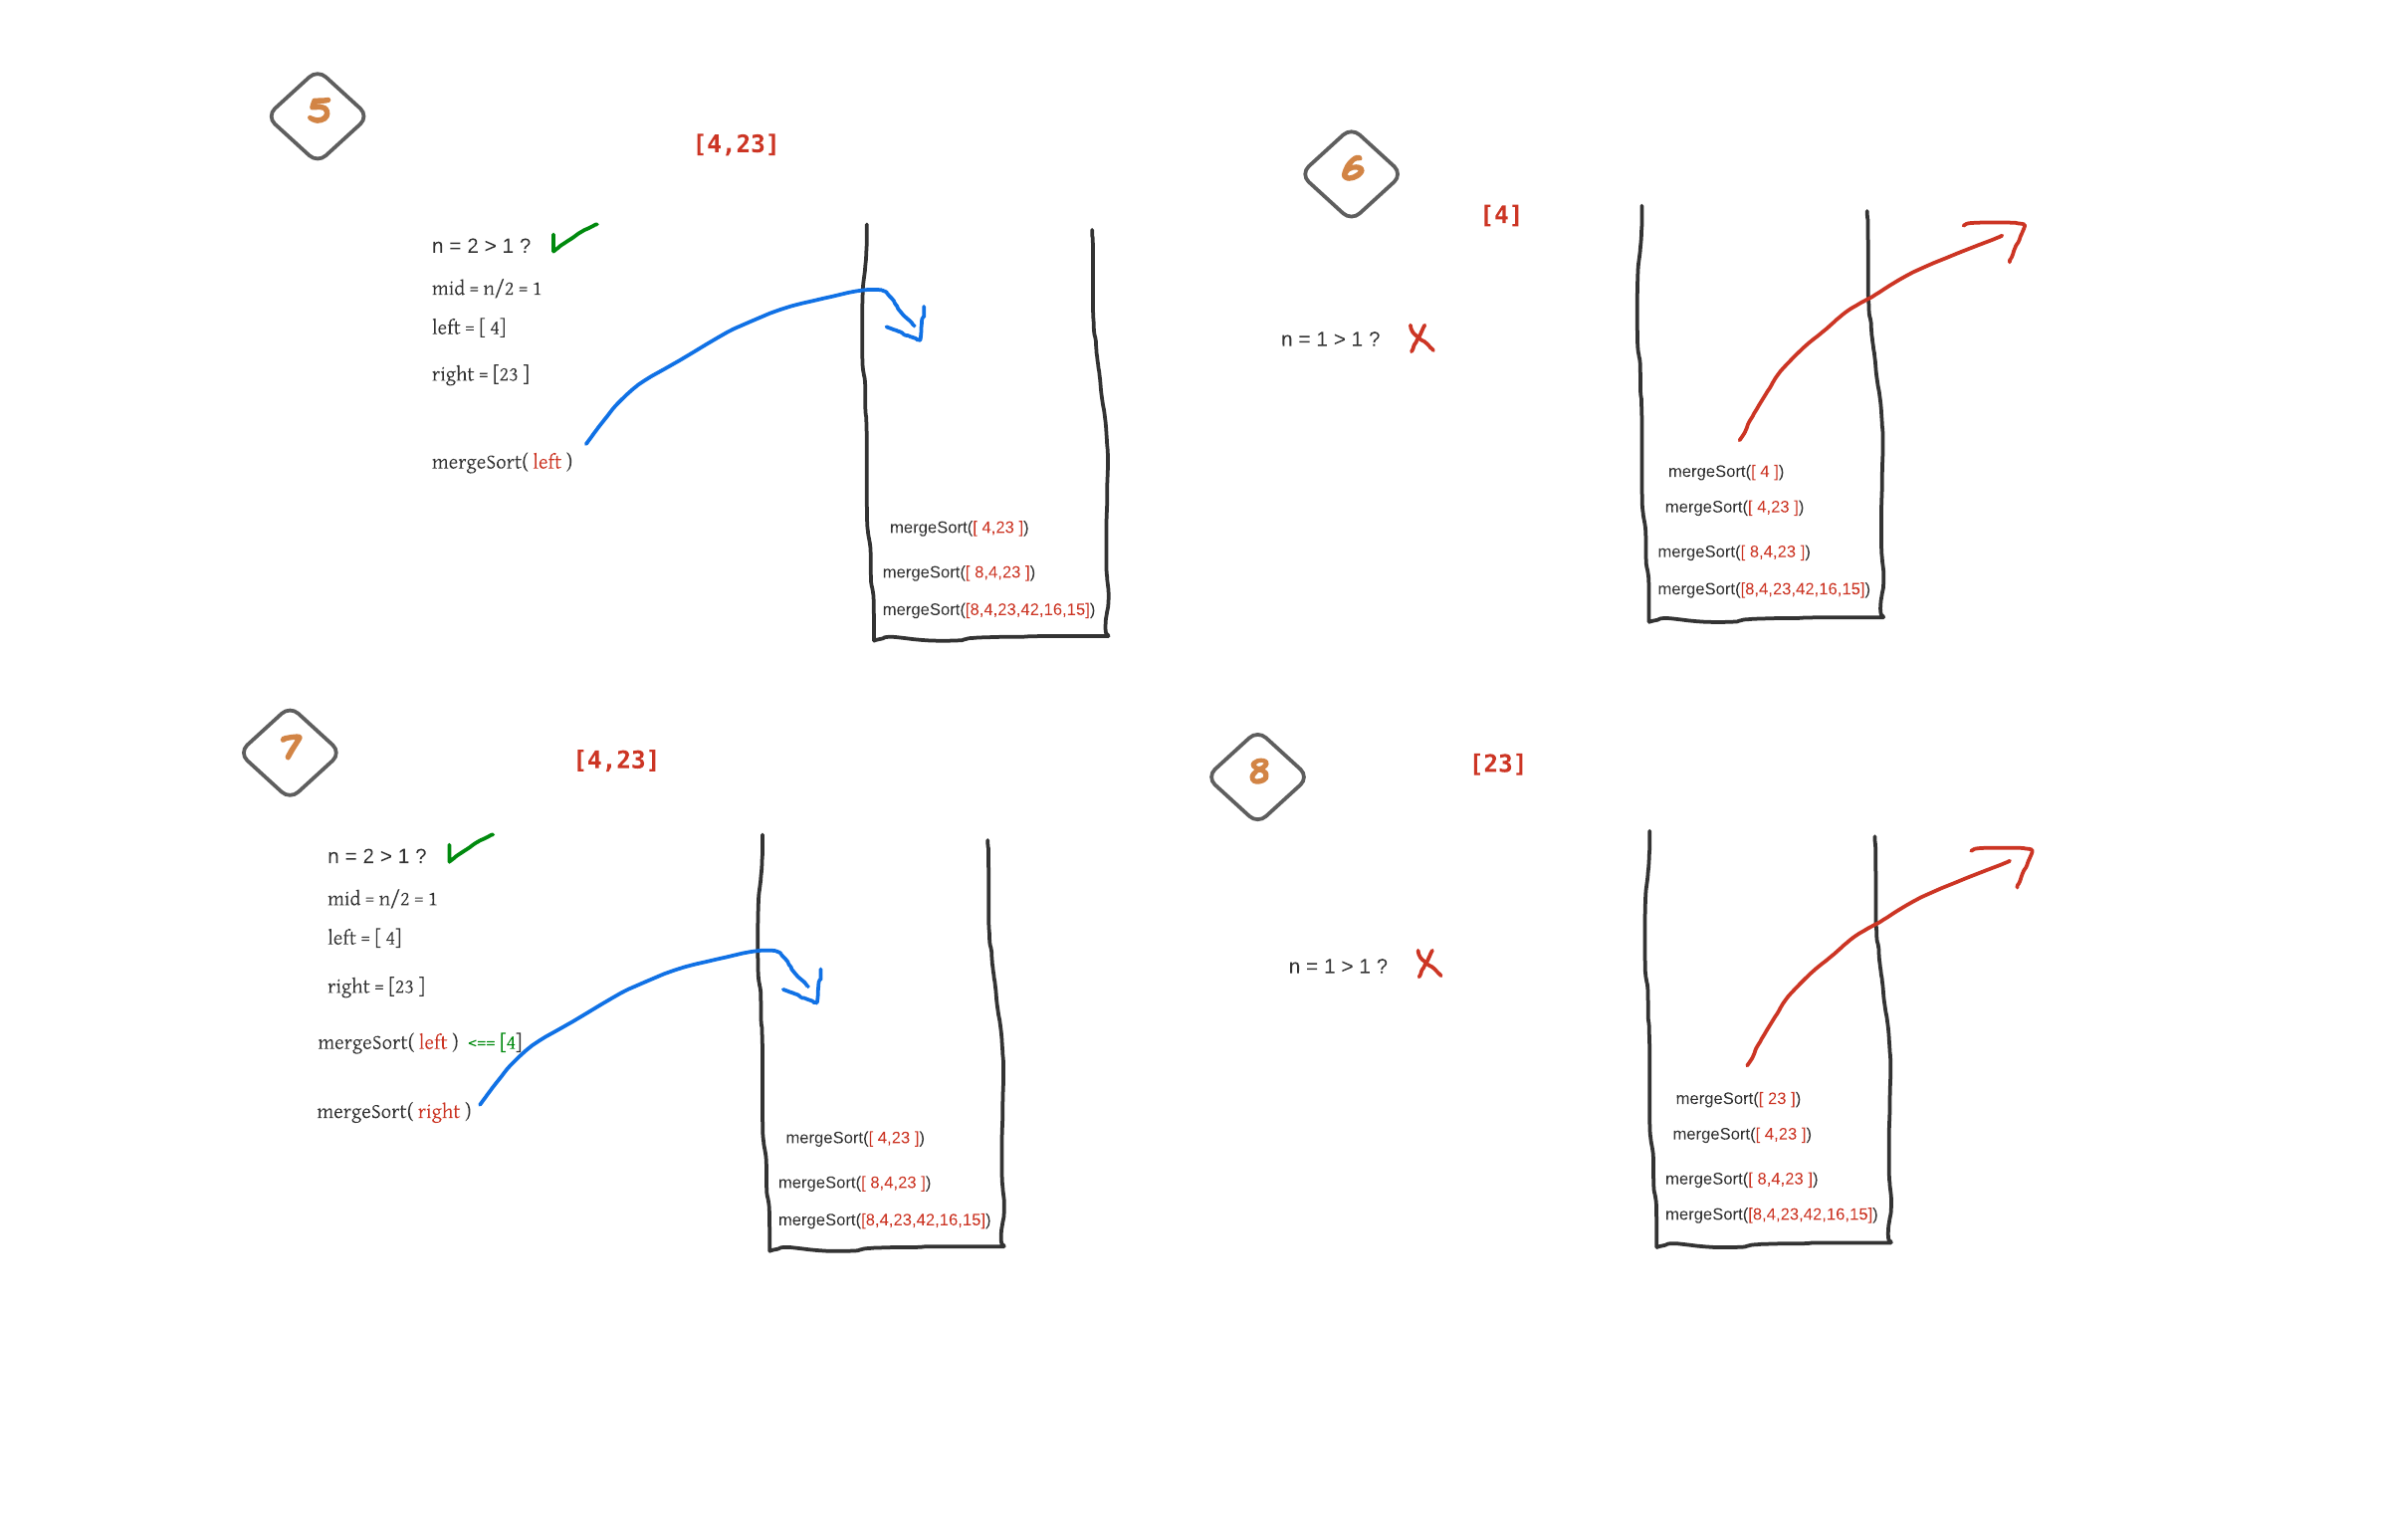 5
[4,23]
n = 2 > 1 ?
mid = n/2 = 1
left = [ 4]
right = [23 ]
mergeSort( left )
mergeSort([ 4,23 ])
mergeSort([ 8,4,23 ])
mergeSort([8,4,23,42,16,15])
6
[4]
n = 1 > 1 ?
mergeSort([ 4 ])
mergeSort([ 4,23 ])
mergeSort([ 8,4,23 ])
mergeSort([8,4,23,42,16,15])
7
[4,23]
n = 2 > 1 ?
mid = n/2 = 1
left = [ 4]
right = [23 ]
mergeSort( left ) <== [4]
mergeSort( right )
mergeSort([ 4,23 ])
mergeSort([ 8,4,23 ])
mergeSort([8,4,23,42,16,15])
8
[23]
n = 1 > 1 ?
mergeSort([ 23 ])
mergeSort([ 4,23 ])
mergeSort([ 8,4,23 ])
mergeSort([8,4,23,42,16,15])